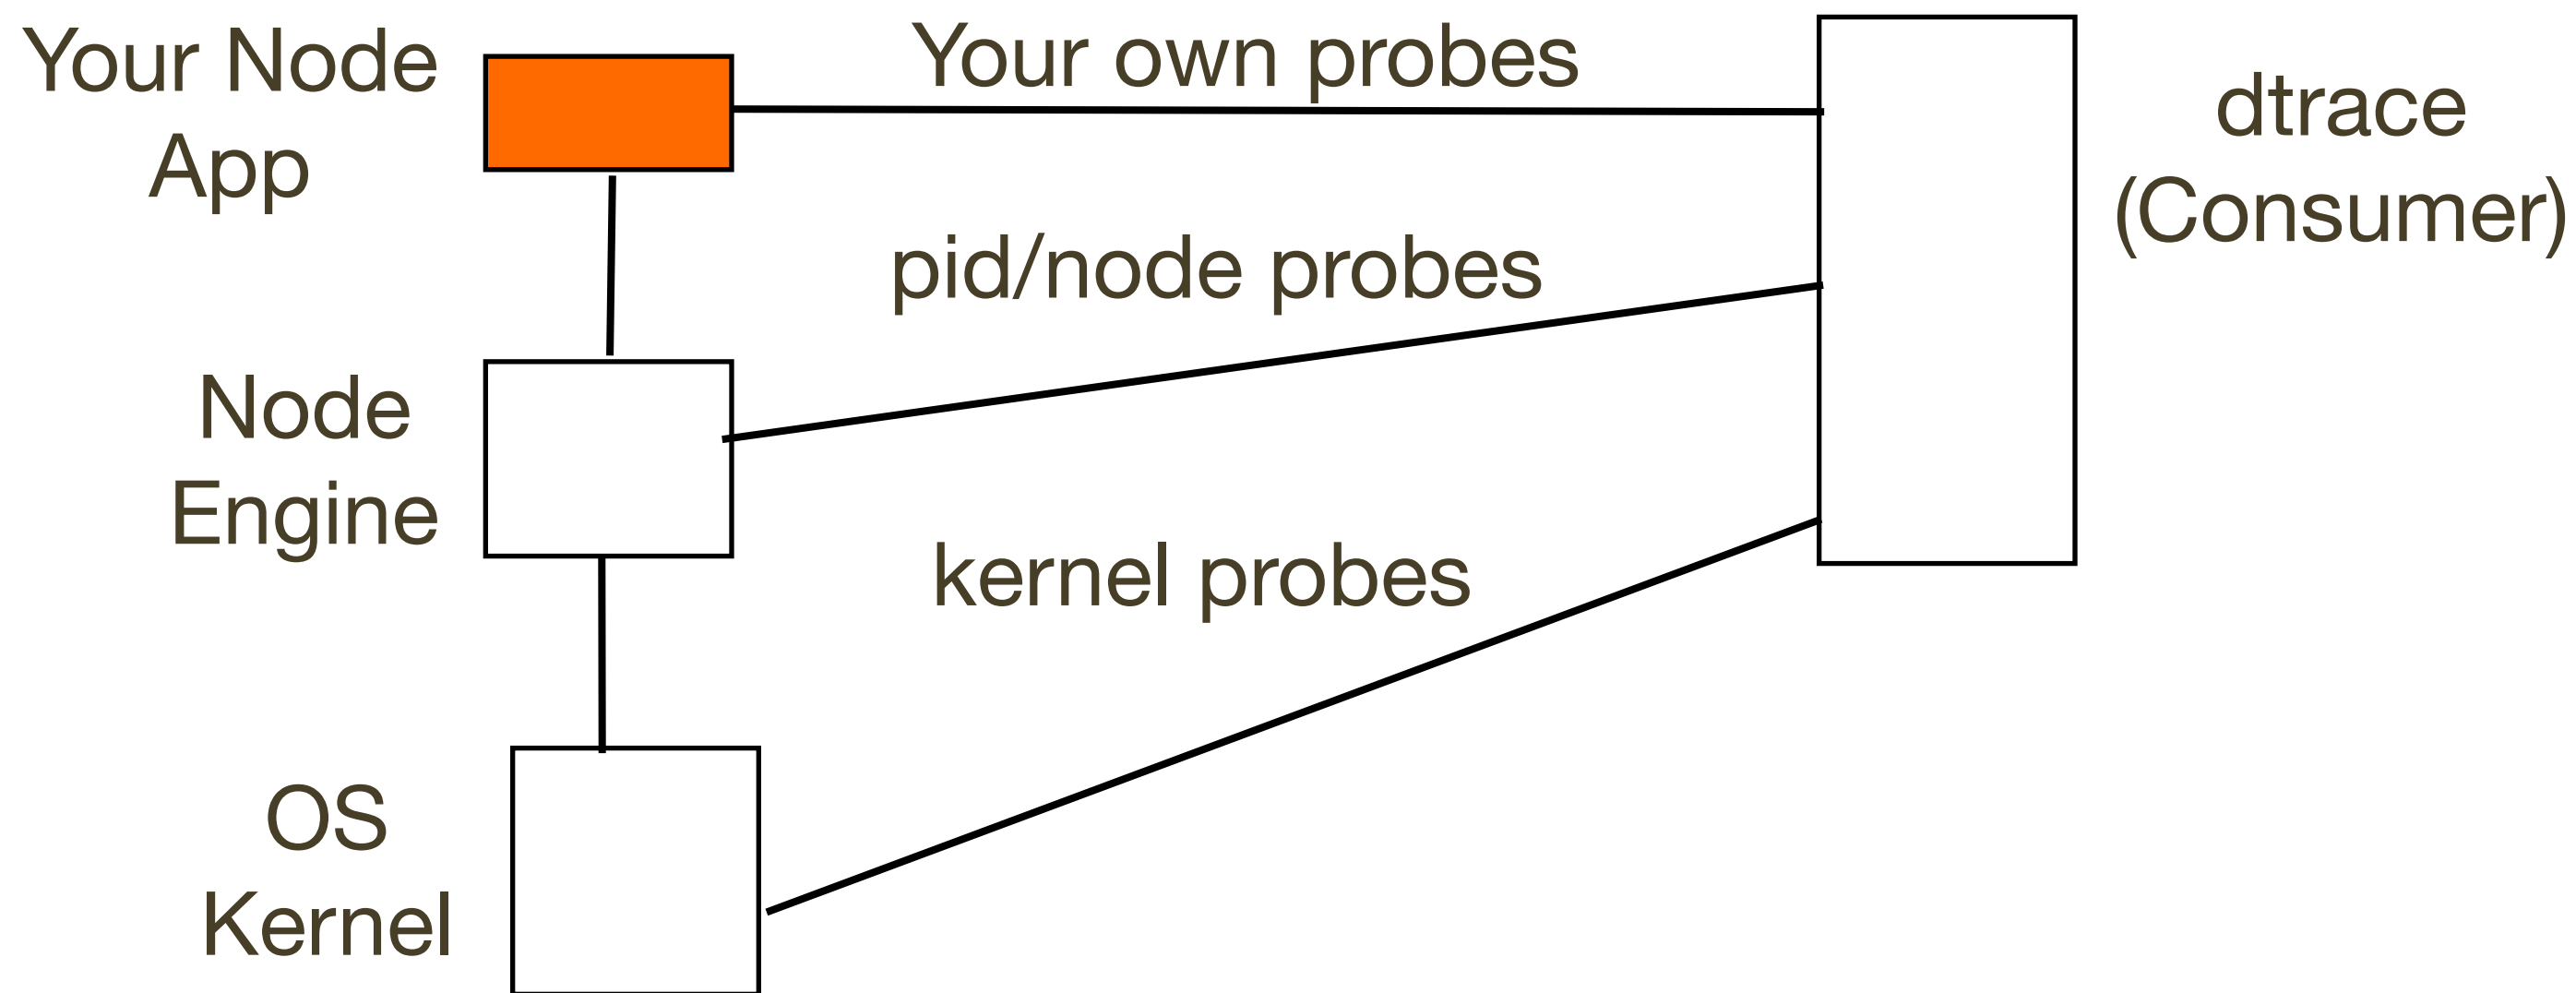 Your Node
App
Your own probes
dtrace
(Consumer)
pid/node probes
Node
Engine
kernel probes
OS
Kernel